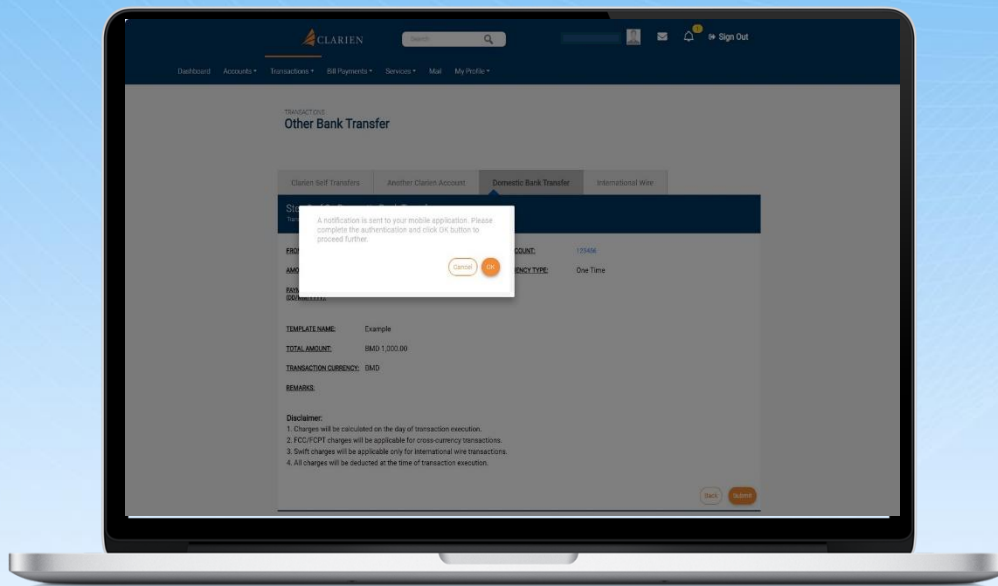 CLARIEN
Search
1
Sign Out
Dashboard Accounts Transactions Bill Payments Services Mail My Profile
TRANSACTIONS
Other Bank Transfer
Clarien Self Transfers Another Clarien Account Domestic Bank Transfer International Wire
A notification is sent to your mobile application. Please
complete the authentication and click OK button to
proceed further.
Cancel OK
COUNT: 123456
ENCY TYPE: One Time
TEMPLATE NAME: Example
TOTAL AMOUNT: BMD 1,000.00
TRANSACTION CURRENCY: BMD
REMARKS:
Disclaimer:
1. Charges will be calculated on the day of transaction execution.
2. FCC/FCPT charges will be applicable for cross-currency transactions.
3. Swift charges will be applicable only for international wire transactions.
4. All charges will be deducted at the time of transaction execution.
Back Submit